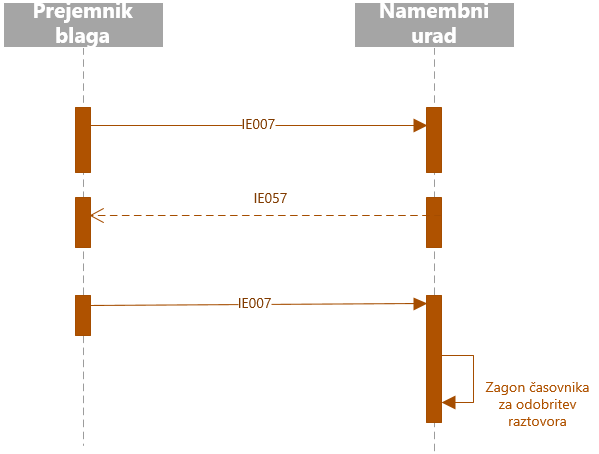 Prejemnik
blaga
Namembni
urad
IE007
IE057
IE007
Zagon časovnika
za odobritev
raztovora